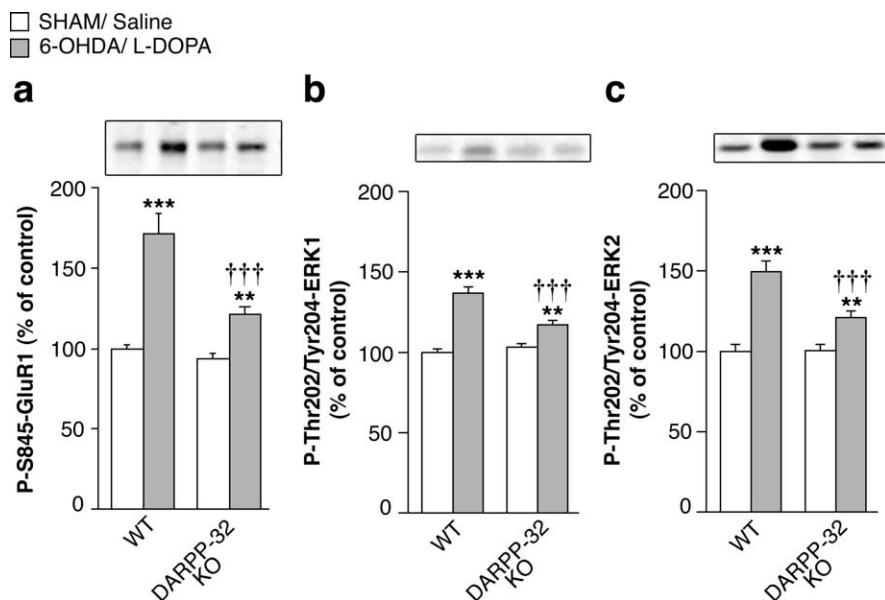 SHAM/ Saline
6-OHDA/ L-DOPA
a
P-S845-GluR1 (% of control)
200
150
100
50
0
***
†††
**
WT
DARPP-32
KO
b
P-Thr202/Tyr204-ERK1
(% of control)
200
150
100
50
0
***
†††
**
WT
DARPP-32
KO
c
P-Thr202/Tyr204-ERK2
(% of control)
200
150
100
50
0
***
†††
**
WT
DARPP-32
KO